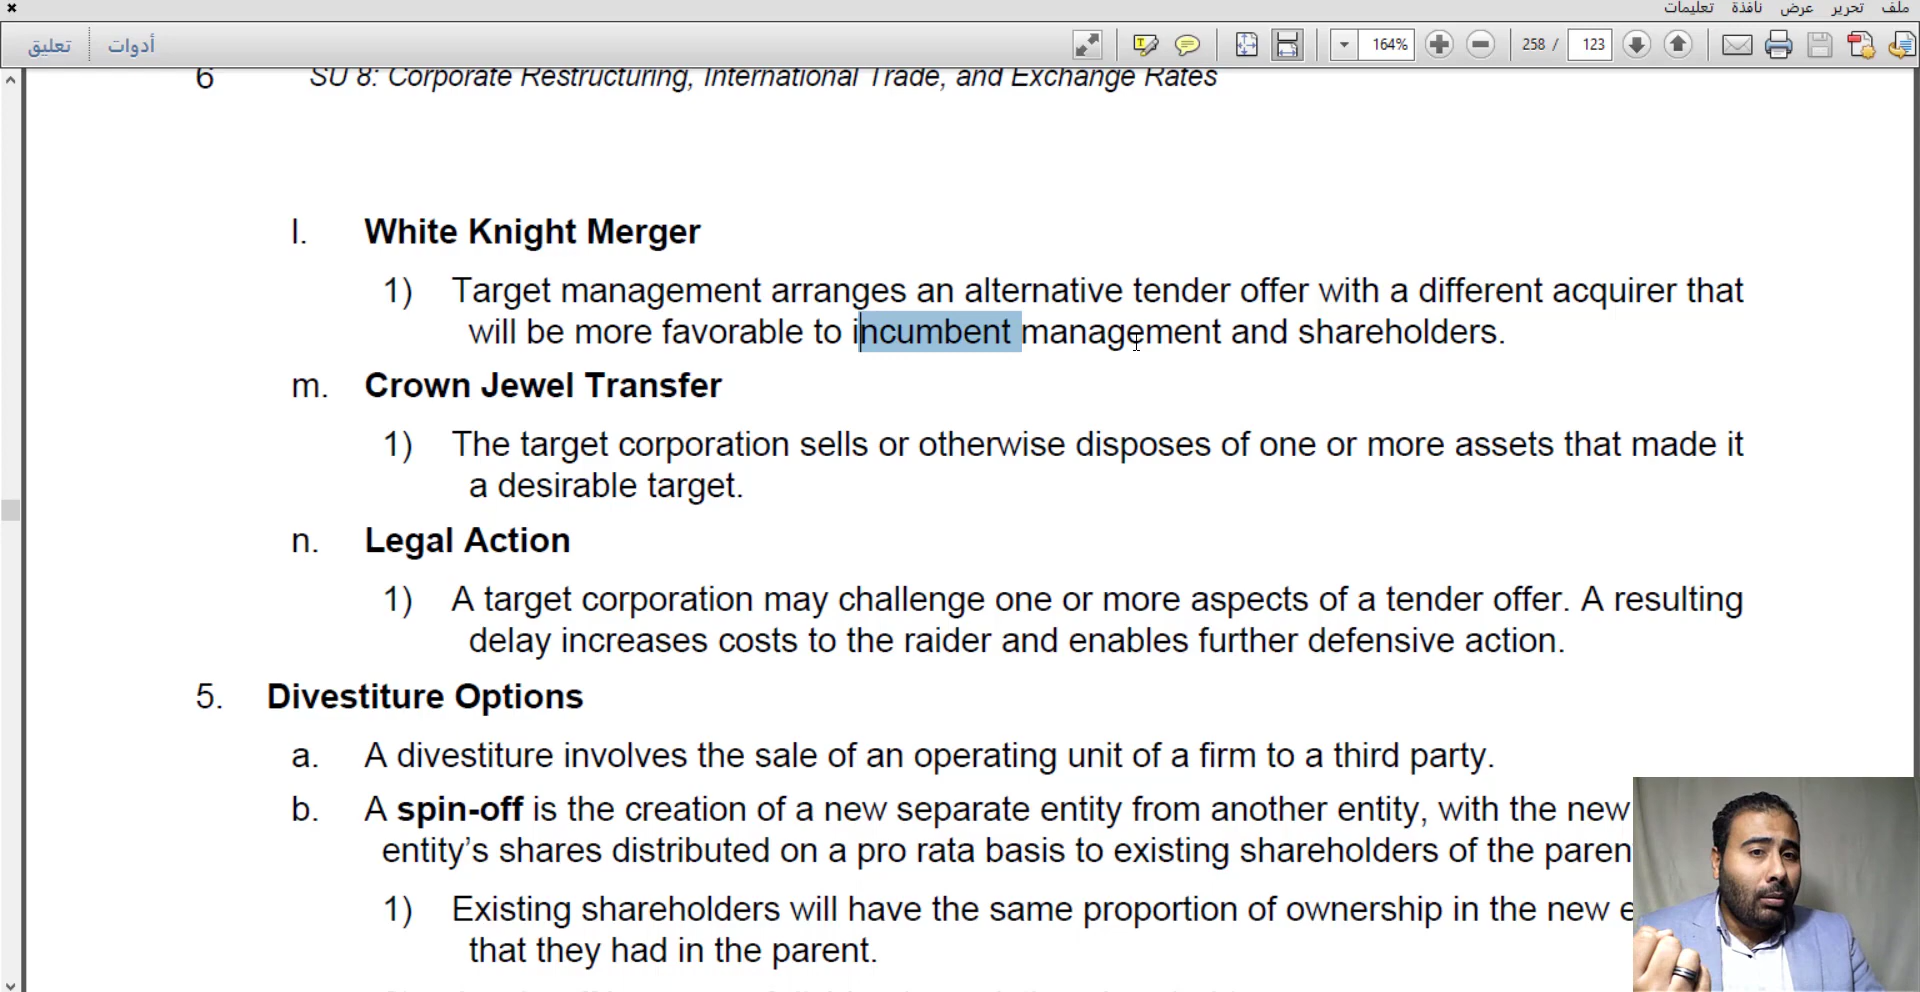 ملف تحرير عرض نافذة تعليمات
أدوات تعليق
164% 258 / 123
6 SU 8: Corporate Restructuring, International Trade, and Exchange Rates
l. White Knight Merger
1) Target management arranges an alternative tender offer with a different acquirer that
will be more favorable to incumbent management and shareholders.
m. Crown Jewel Transfer
1) The target corporation sells or otherwise disposes of one or more assets that made it
a desirable target.
n. Legal Action
1) A target corporation may challenge one or more aspects of a tender offer. A resulting
delay increases costs to the raider and enables further defensive action.
5. Divestiture Options
a. A divestiture involves the sale of an operating unit of a firm to a third party.
b. A spin-off is the creation of a new separate entity from another entity, with the new
entity's shares distributed on a pro rata basis to existing shareholders of the paren
1) Existing shareholders will have the same proportion of ownership in the new e
that they had in the parent.